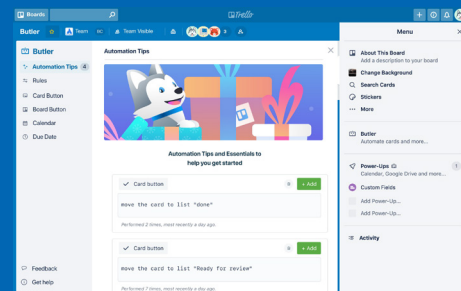 Boards
Trello
Butler
Team
BC
Team Visible
3
Butler
Automation Tips 4
Rules
Card Button
Board Button
Calendar
Due Date
Feedback
Get help
Automation Tips
Automation Tips and Essentials to
help you get started
Card button
+ Add
move the card to list "done"
Performed 2 times, most recently a day ago.
Card button
+ Add
move the card to list "Ready for review"
Performed 7 times, most recently a day ago.
Menu
About This Board
Add a description to your board
Change Background
Search Cards
Stickers
More
Butler
Automate cards and more...
Power-Ups 1
Calendar, Google Drive and more...
Custom Fields
Add Power-Up...
Add Power-Up...
Activity